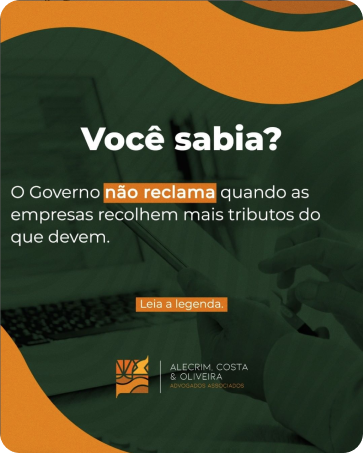 Você sabia?
O Governo não reclama quando as
empresas recolhem mais tributos do
que devem.
Leia a legenda.
ALECRIM, COSTA
& OLIVEIRA
ADVOGADOS ASSOCIADOS